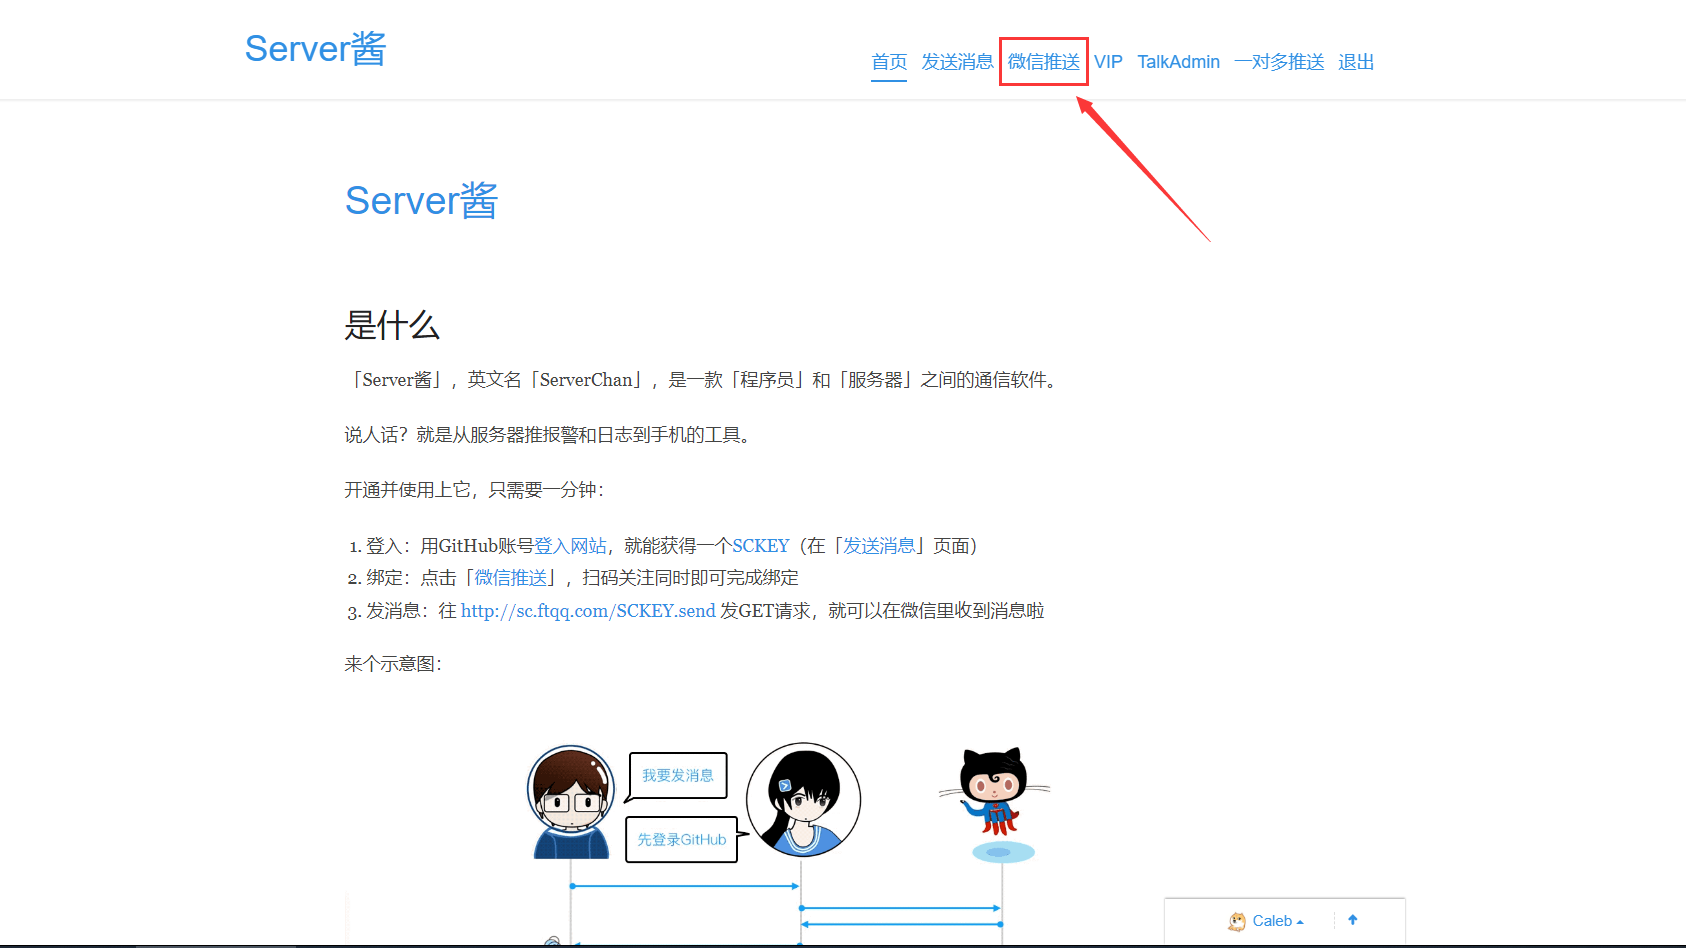 Server酱
首页 发送消息 微信推送 VIP TalkAdmin 一对多推送 退出
Server酱
是什么
「Server酱」，英文名「ServerChan」，是一款「程序员」和「服务器」之间的通信软件。
说人话？就是从服务器推报警和日志到手机的工具。
开通并使用上它，只需要一分钟：
1. 登入：用GitHub账号登入网站，就能获得一个SCKEY（在「发送消息」页面）
2. 绑定：点击「微信推送」，扫码关注同时即可完成绑定
3. 发消息：往 http://sc.ftqq.com/SCKEY.send 发GET请求，就可以在微信里收到消息啦
来个示意图：
我要发消息
先登录GitHub
Caleb